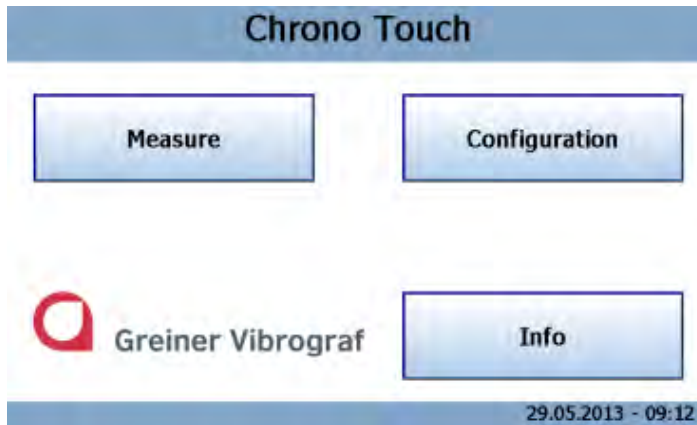 Chrono Touch
Measure
Configuration
Greiner Vibrograf
Info
29.05.2013 - 09:12